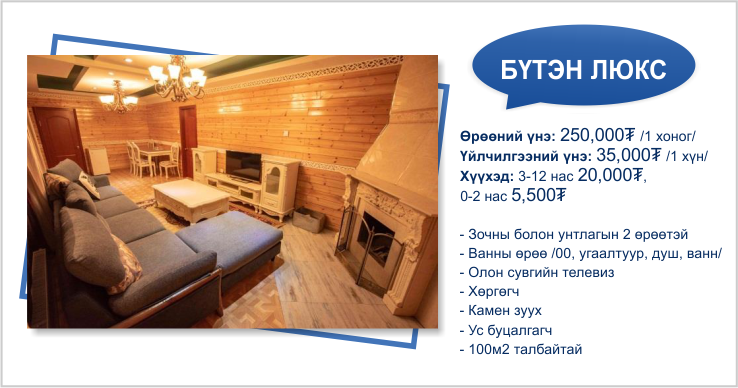 БҮТЭН ЛЮКС
Өрөөний үнэ: 250,000₮ /1 хоног/
Үйлчилгээний үнэ: 35,000₮ /1 хүн/
Хүүхэд: 3-12 нас 20,000₮,
0-2 нас 5,500₮
- Зочны болон унтлагын 2 өрөөтэй
- Ванны өрөө /00, угаалтуур, душ, ванн/
- Олон сувгийн телевиз
- Хөргөгч
- Камен зуух
- Ус буцалгагч
- 100м2 талбайтай